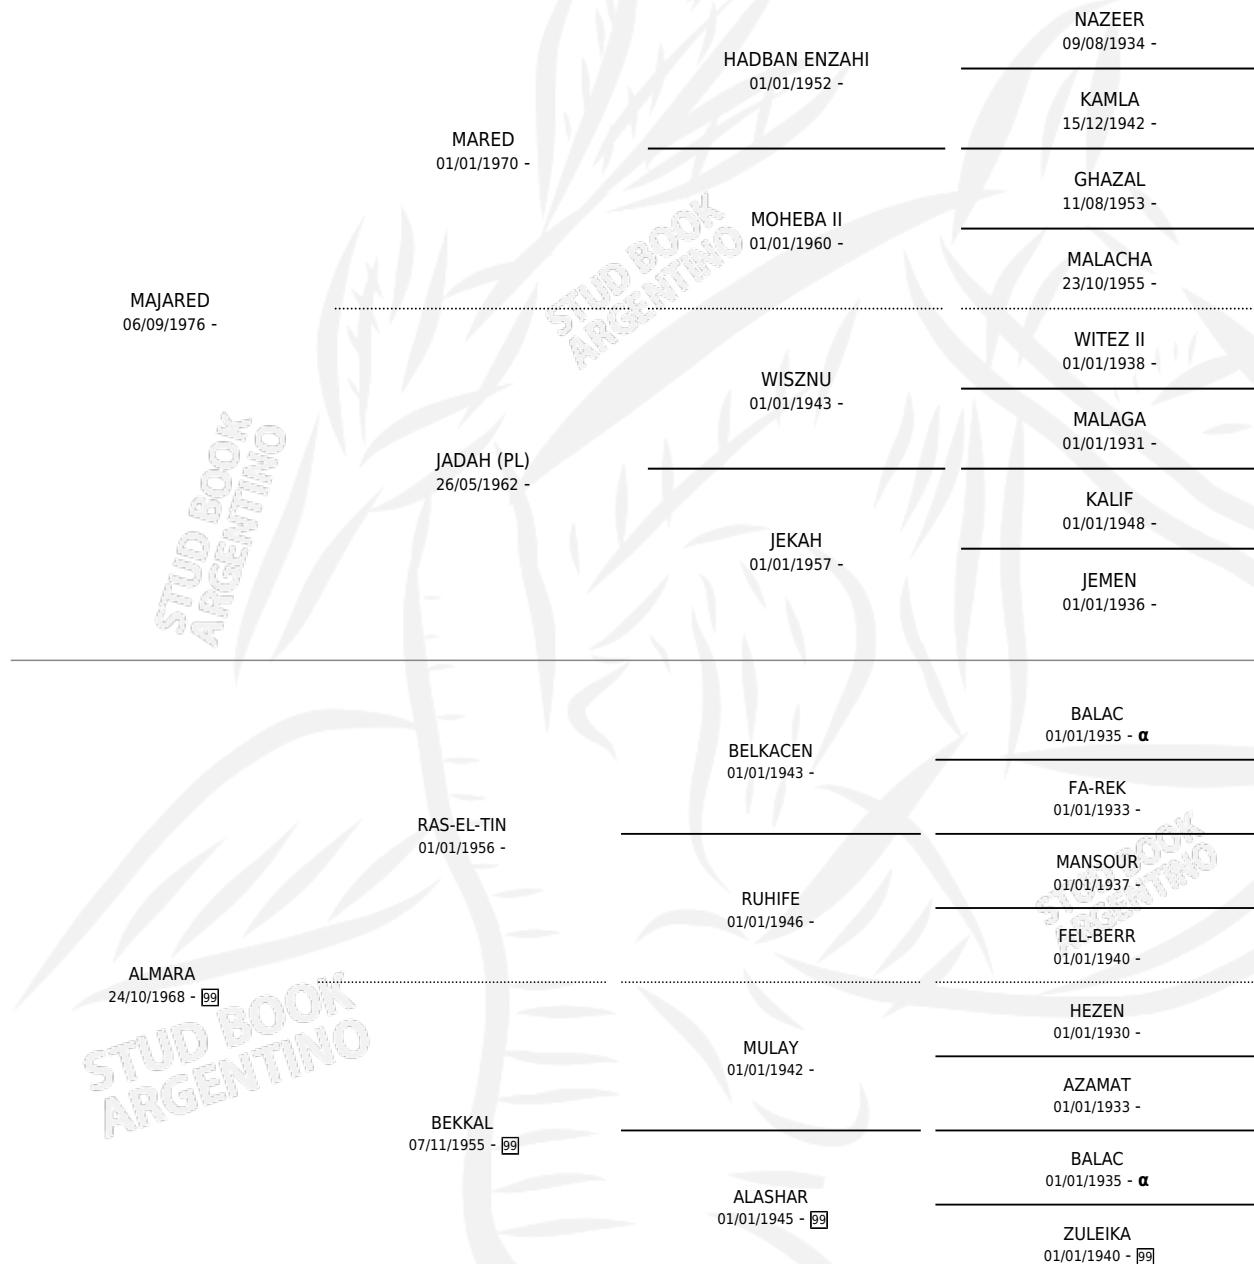 NAZEER
09/08/1934 -
HADBAN ENZAHI
01/01/1952 -
KAMLA
15/12/1942 -
MARED
01/01/1970 -
GHAZAL
11/08/1953 -
MOHEBA II
01/01/1960 -
MALACHA
23/10/1955 -
MAJARED
06/09/1976 -
WITEZ II
01/01/1938 -
WISZNU
01/01/1943 -
MALAGA
01/01/1931 -
JADAH (PL)
26/05/1962 -
KALIF
01/01/1948 -
JEKAH
01/01/1957 -
JEMEN
01/01/1936 -
STUD BOOK
ARGENTINO
STUD BOOK
ARGENTINO
BALAC
01/01/1935 - α
BELKACEN
01/01/1943 -
FA-REK
01/01/1933 -
RAS-EL-TIN
01/01/1956 -
MANSOUR
01/01/1937 -
RUHIFE
01/01/1946 -
FEL-BERR
01/01/1940 -
ALMARA
24/10/1968 - 99
HEZEN
01/01/1930 -
MULAY
01/01/1942 -
AZAMAT
01/01/1933 -
BEKKAL
07/11/1955 - 99
BALAC
01/01/1935 - α
ALASHAR
01/01/1945 - 99
ZULEIKA
01/01/1940 - 99
STUD BOOK
ARGENTINO
STUD BOOK
ARGENTINO